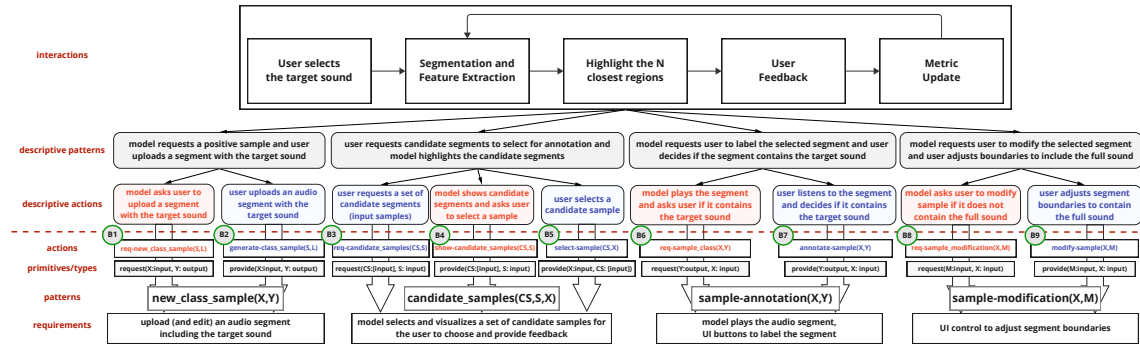 interactions
User selects
the target sound
Segmentation and
Feature Extraction
Highlight the N
closest regions
User
Feedback
Metric
Update
descriptive patterns
model requests a positive sample and user
uploads a segment with the target sound
user requests candidate segments to select for annotation and
model highlights the candidate segments
model requests user to label the selected segment and user
decides if the segment contains the target sound
model requests user to modify the selected segment
and user adjusts boundaries to include the full sound
descriptive actions
model asks user to
upload a segment
with the target sound
user uploads an audio
segment with the
target sound
user requests a set of
candidate segments
(input samples)
model shows candidate
segments and asks user
to select a sample
user selects a
candidate sample
model plays the segment
and asks user if it contains
the target sound
user listens to the segment
and decides if it contains
the target sound
model asks user to modify
sample if it does not
contain the full sound
user adjusts segment
boundaries to contain
the full sound
B1
B2
B3
B4
B5
B6
B7
B8
B9
actions
req-new_class_sample(S,L)
generate-class_sample(S,L)
req-candidate_samples(CS,S)
show-candidate_samples(CS,S)
select-sample(CS,X)
req-sample_class(X,Y)
annotate-sample(X,Y)
req-sample_modification(X,M)
modify-sample(X,M)
primitives/types
request(X:input, Y: output)
provide(X:input, Y: output)
request(CS:[input], S: input)
provide(CS:[input], S: input)
provide(X:input, CS: [input])
request(Y:output, X: input)
provide(Y:output, X: input)
request(M:input, X: input)
provide(M:input, X: input)
patterns
new_class_sample(X,Y)
candidate_samples(CS,S,X)
sample-annotation(X,Y)
sample-modification(X,M)
requirements
upload (and edit) an audio segment
including the target sound
model selects and visualizes a set of candidate samples for
the user to choose and provide feedback
model plays the audio segment,
UI buttons to label the segment
UI control to adjust segment boundaries